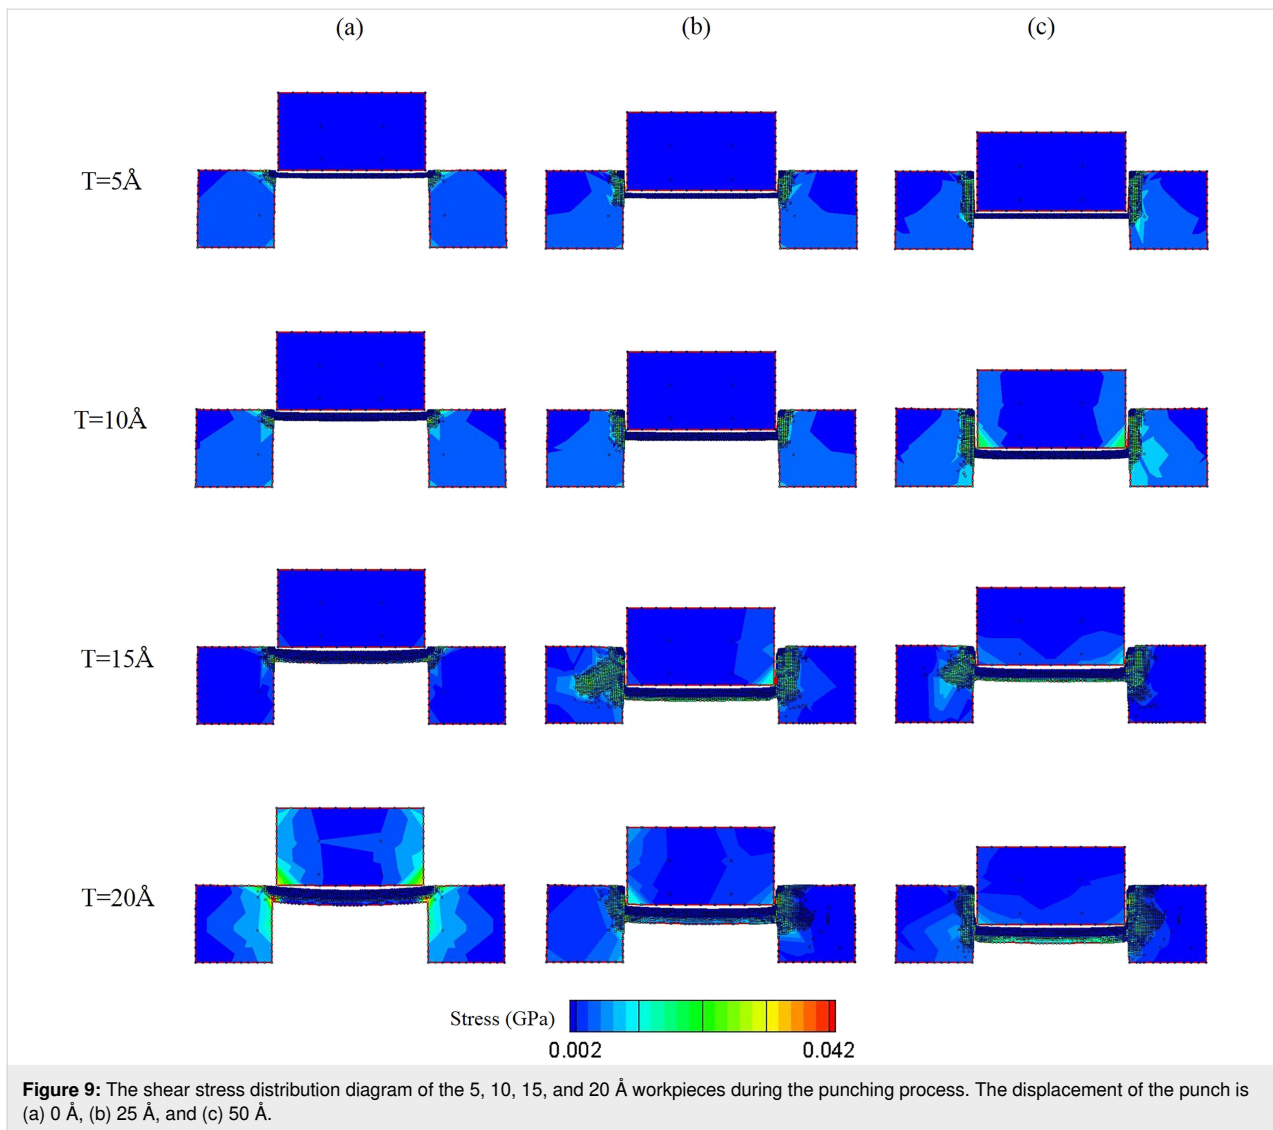 (a) (b) (c)
T=5Å
T=10Å
T=15Å
T=20Å
Stress (GPa)
0.002 0.042
Figure 9: The shear stress distribution diagram of the 5, 10, 15, and 20 Å workpieces during the punching process. The displacement of the punch is
(a) 0 Å, (b) 25 Å, and (c) 50 Å.